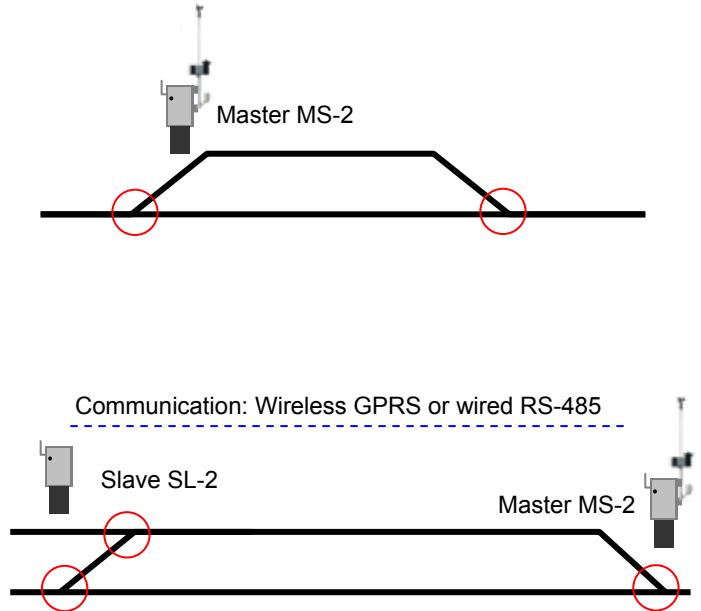 Master MS-2
Communication: Wireless GPRS or wired RS-485
Slave SL-2
Master MS-2